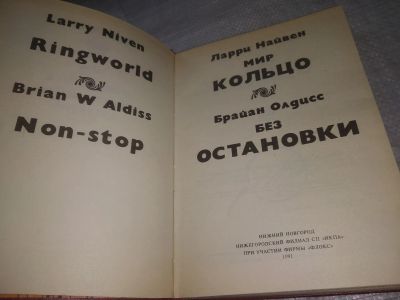 Larry Niven
Ringworld
Brian W Aldiss
Non-stop
Ларри Найвен
МИР
КОЛЬЦО
Брайан Олдисс
БЕЗ
ОСТАНОВКИ
НИЖНИЙ НОВГОРОД
НИЖЕГОРОДСКИЙ ФИЛИАЛ СП «ИКПА»
ПРИ УЧАСТИИ ФИРМЫ «ФЛОКС»
1991